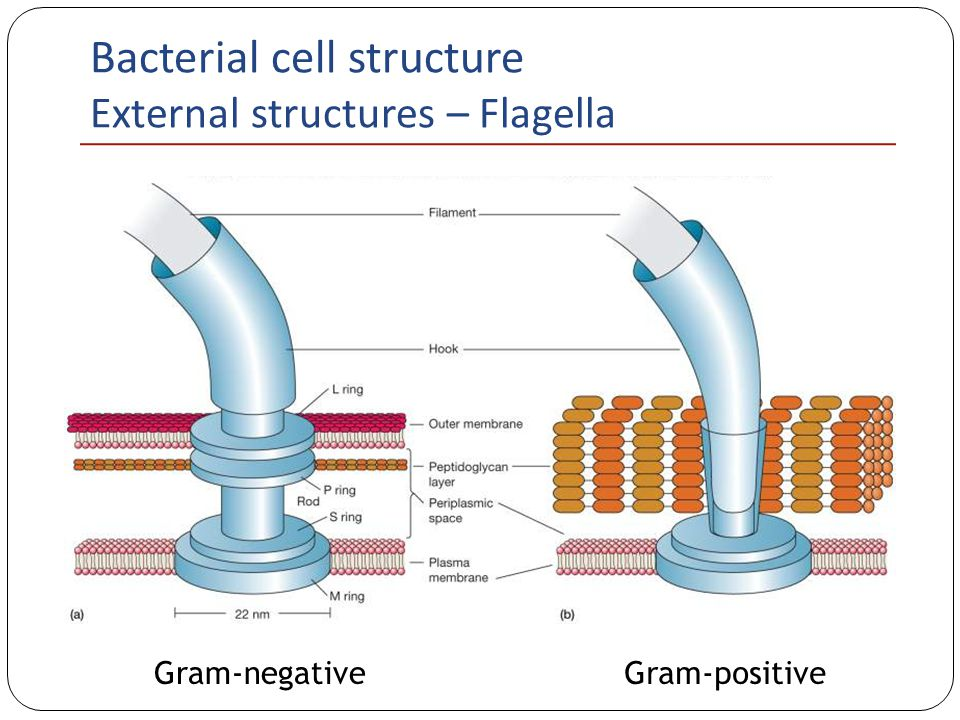 Bacterial cell structure
External structures – Flagella
Filament
Hook
L ring
Outer membrane
Peptidoglycan
layer
P ring
Rod
Periplasmic
space
S ring
Plasma
membrane
M ring
(a)
22 nm
(b)
Gram-negative
Gram-positive